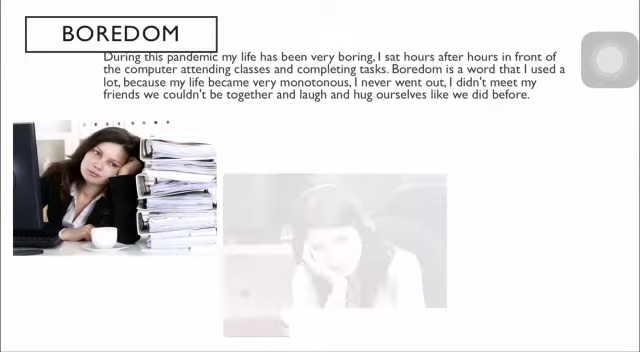 BOREDOM
During this pandemic my life has been very boring, I sat hours after hours in front of
the computer attending classes and completing tasks. Boredom is a word that I used a
lot, because my life became very monotonous, I never went out, I didn't meet my
friends we couldn't be together and laugh and hug ourselves like we did before.